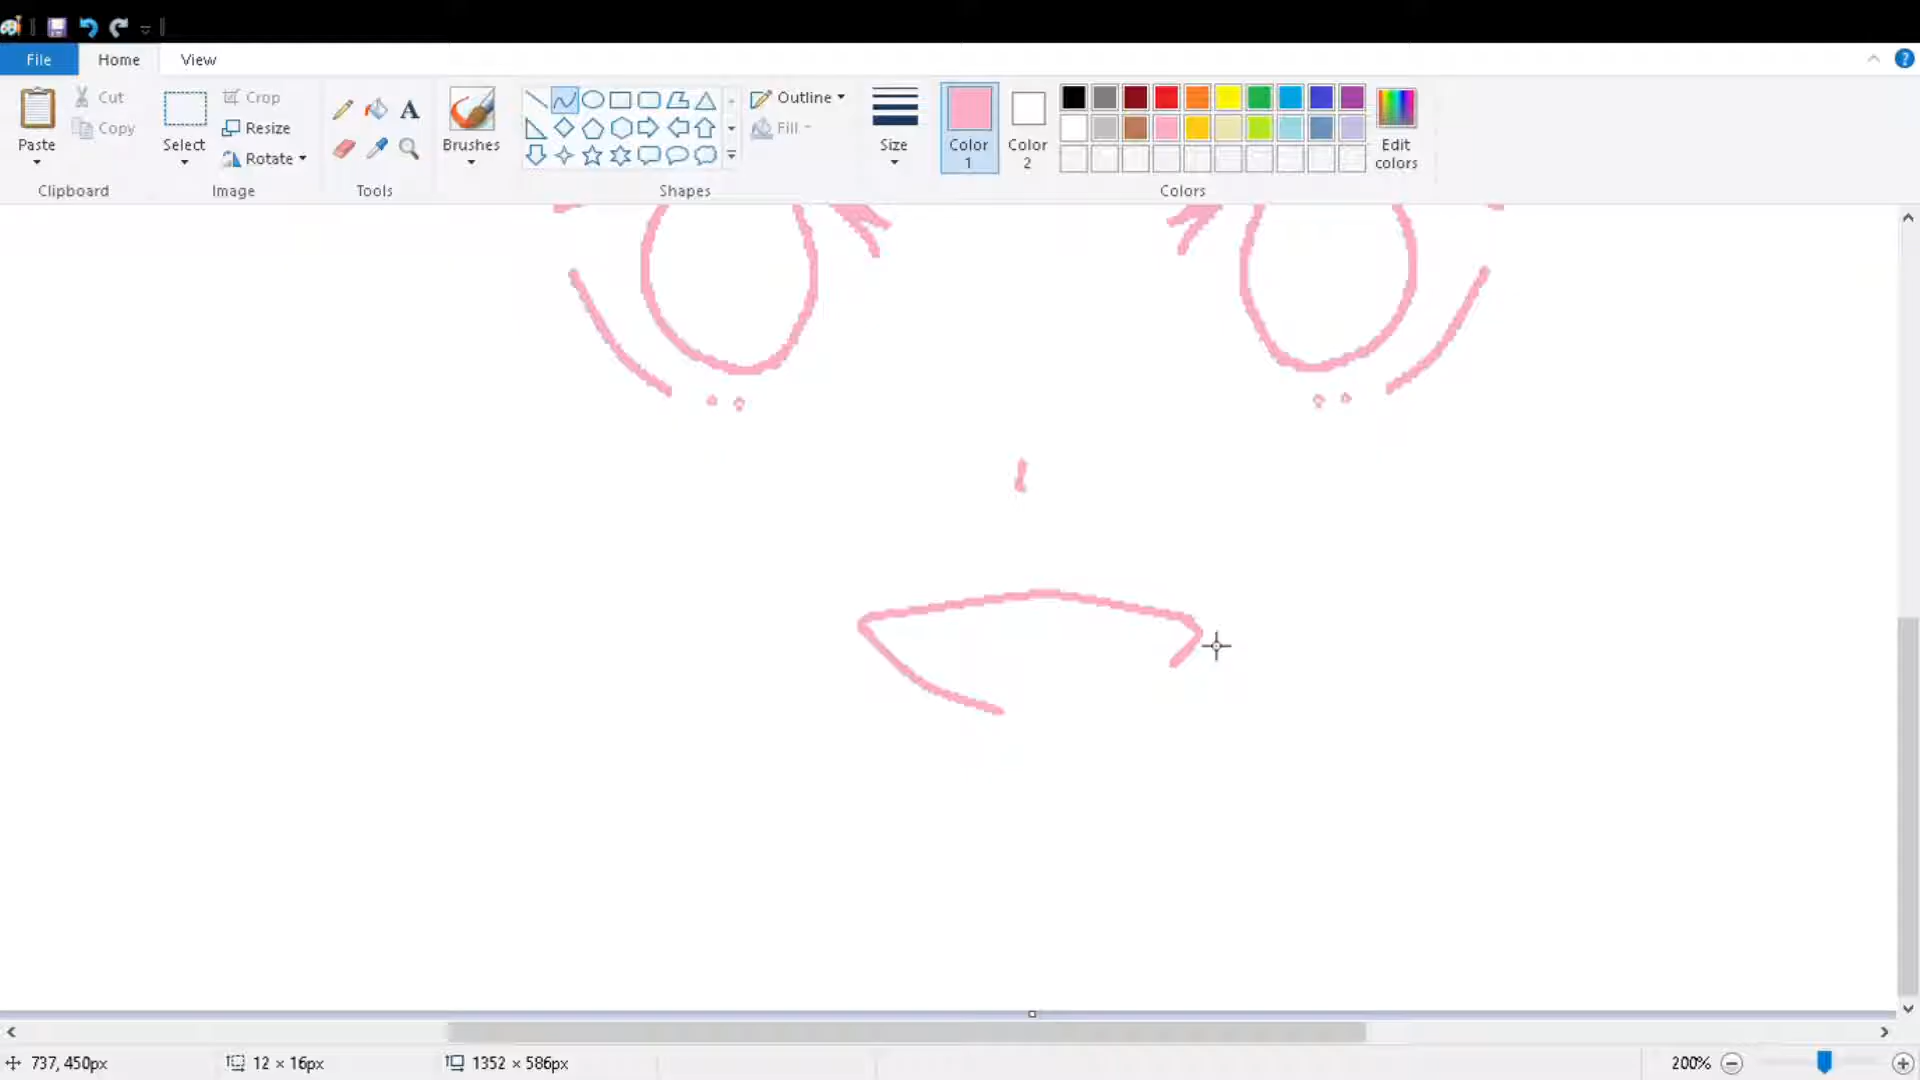 File Home View
Paste
Cut
Copy
Clipboard
Select
Crop
Resize
Rotate
Image
A
Tools
Brushes
Outline
Fill
Shapes
Size
Color
1
Color
2
Edit
colors
Colors
737, 450px 12 × 16px 1352 × 586px 200%